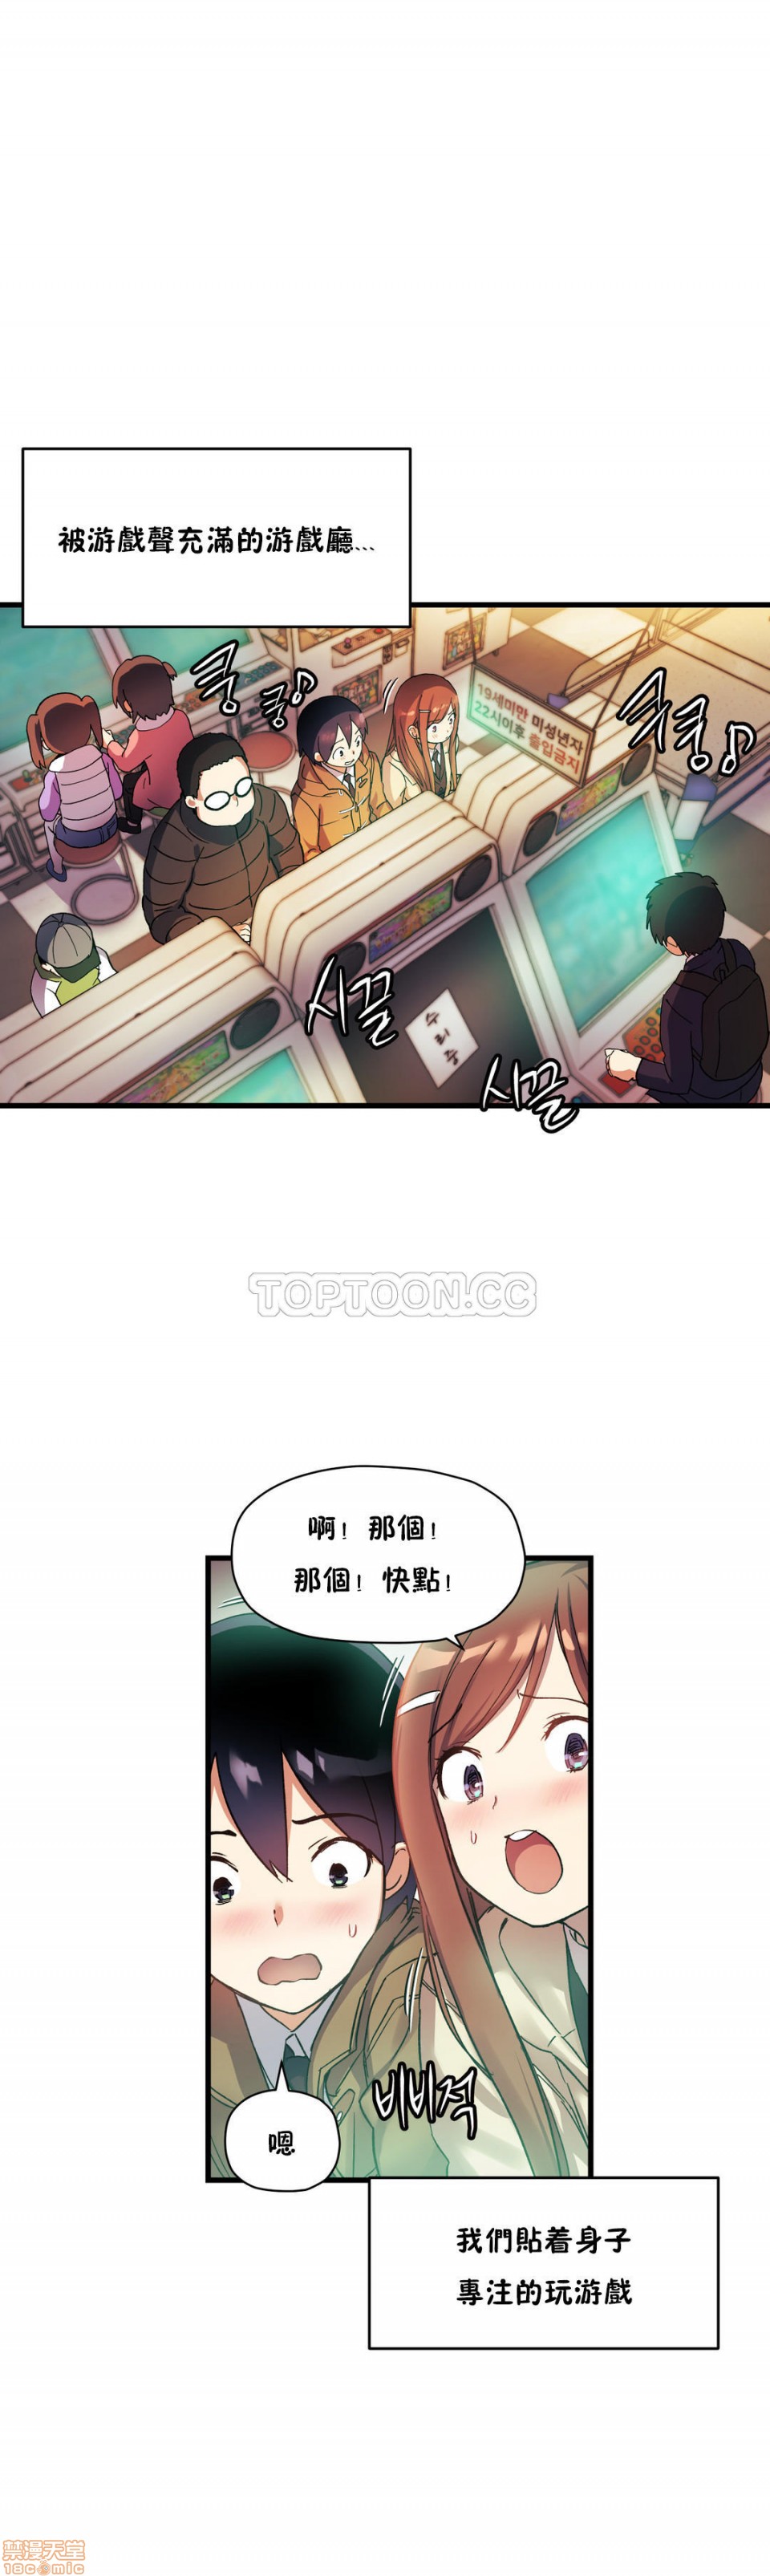 被游戲聲充滿的游戲廳...
쿵♪
쿵♪
19세미만 미성년자
22시이후 출입금지
쿵쿵♪
시끌
수리중
시끌
TOPTOON.CC
啊! 那個!
那個! 快點!
비비적
嗯
我們貼着身子
專注的玩游戲
禁漫天堂
18comic